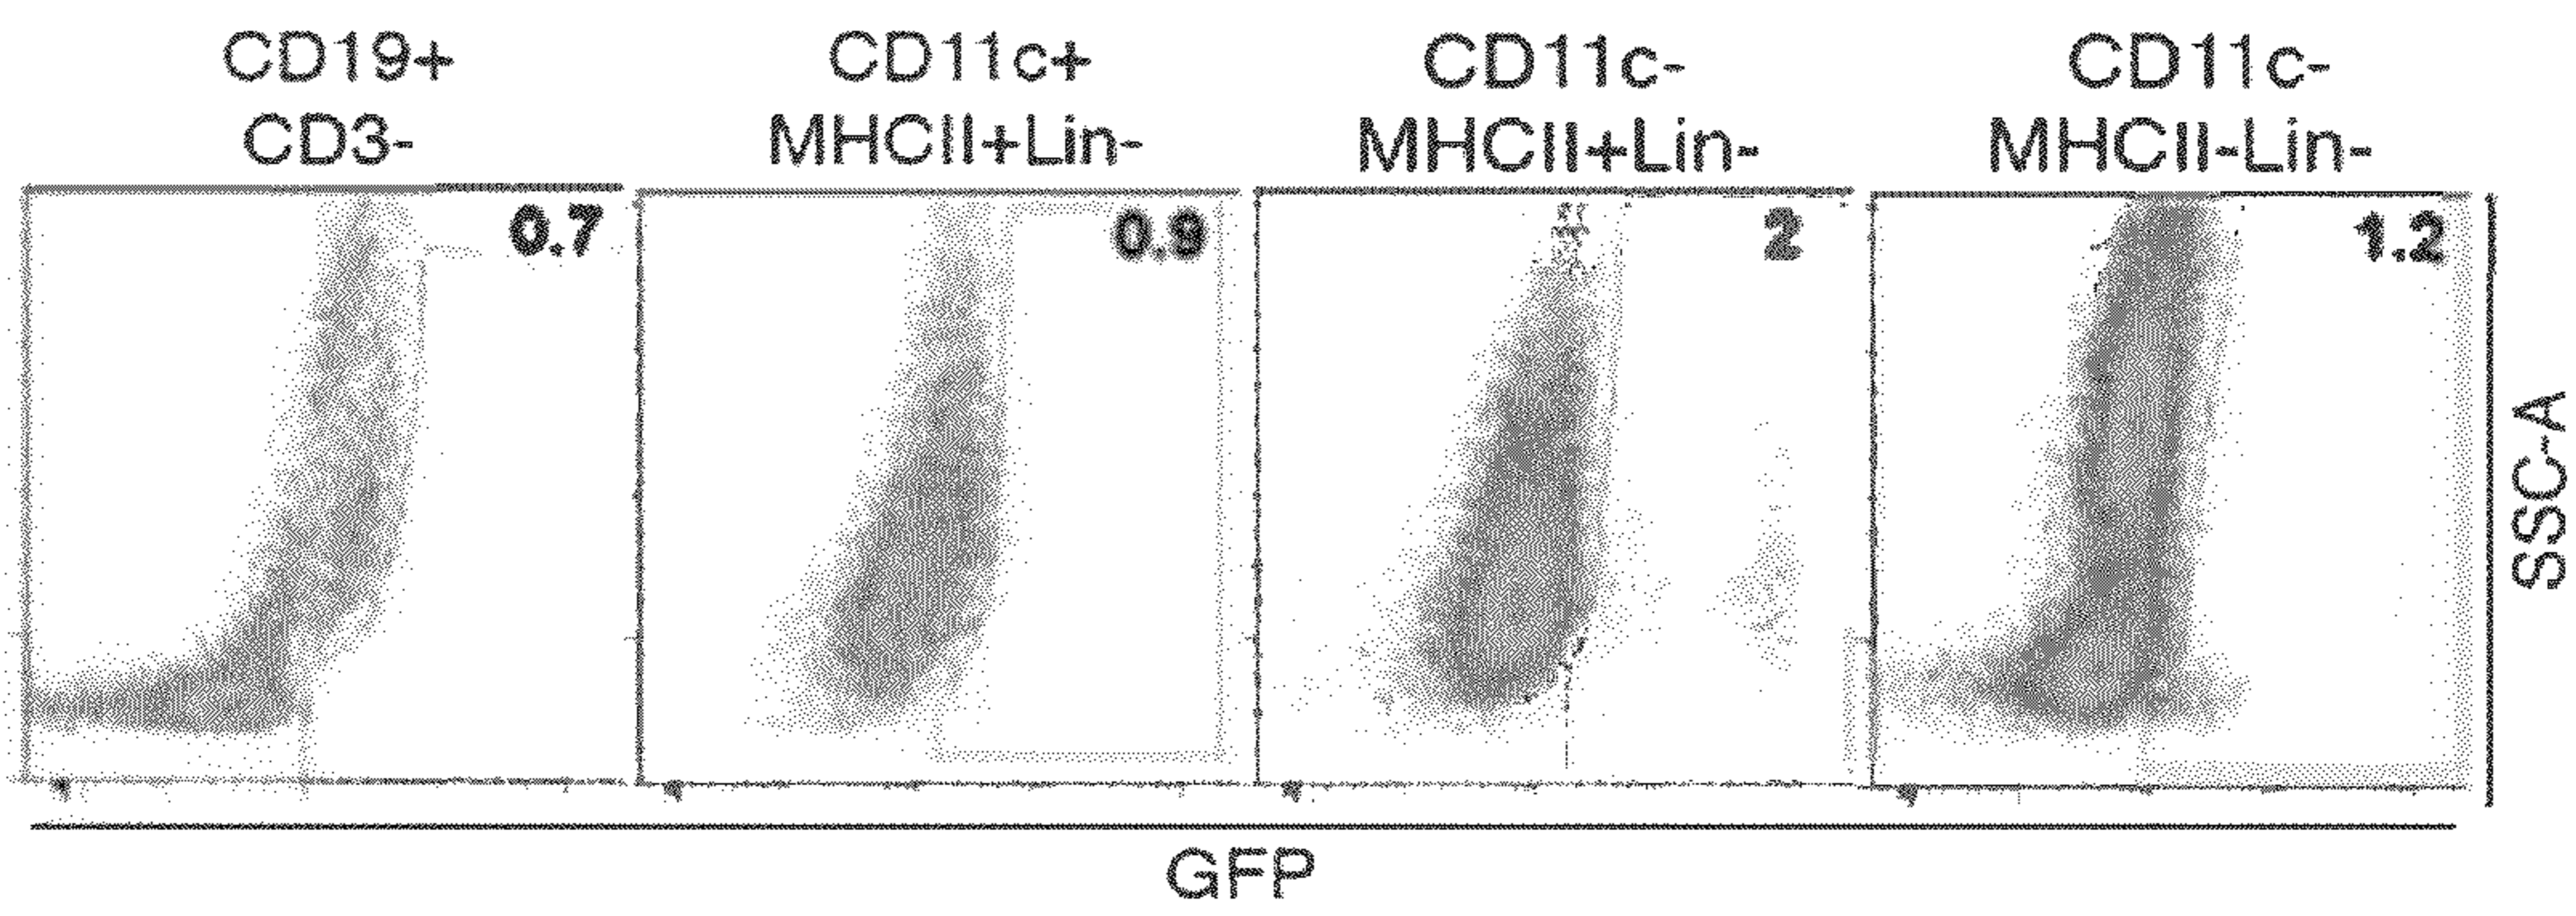 CD19+
CD3-
CD11c+
MHCII+Lin-
CD11c-
MHCII+Lin-
CD11c-
MHCII-Lin-
0.7
0.9
2
1.2
SSC-A
GFP